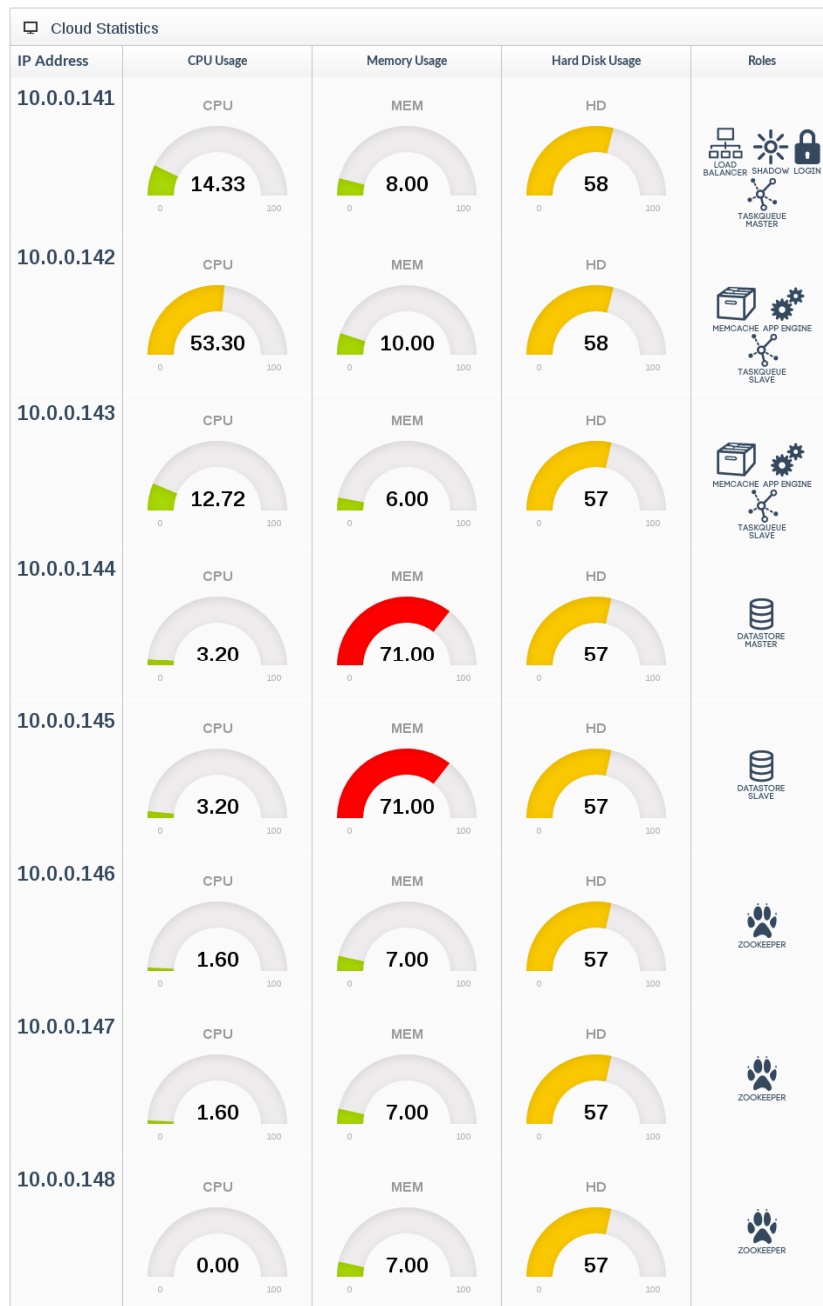 Cloud Statistics
IP Address CPU Usage Memory Usage Hard Disk Usage Roles
10.0.0.141
CPU MEM HD
14.33 8.00 58
0 100 0 100 0 100
LOAD BALANCER SHADOW LOGIN
TASKQUEUE MASTER
10.0.0.142
CPU MEM HD
53.30 10.00 58
0 100 0 100 0 100
MEMCACHE APP ENGINE
TASKQUEUE SLAVE
10.0.0.143
CPU MEM HD
12.72 6.00 57
0 100 0 100 0 100
MEMCACHE APP ENGINE
TASKQUEUE SLAVE
10.0.0.144
CPU MEM HD
3.20 71.00 57
0 100 0 100 0 100
DATASTORE MASTER
10.0.0.145
CPU MEM HD
3.20 71.00 57
0 100 0 100 0 100
DATASTORE SLAVE
10.0.0.146
CPU MEM HD
1.60 7.00 57
0 100 0 100 0 100
ZOOKEEPER
10.0.0.147
CPU MEM HD
1.60 7.00 57
0 100 0 100 0 100
ZOOKEEPER
10.0.0.148
CPU MEM HD
0.00 7.00 57
0 100 0 100 0 100
ZOOKEEPER